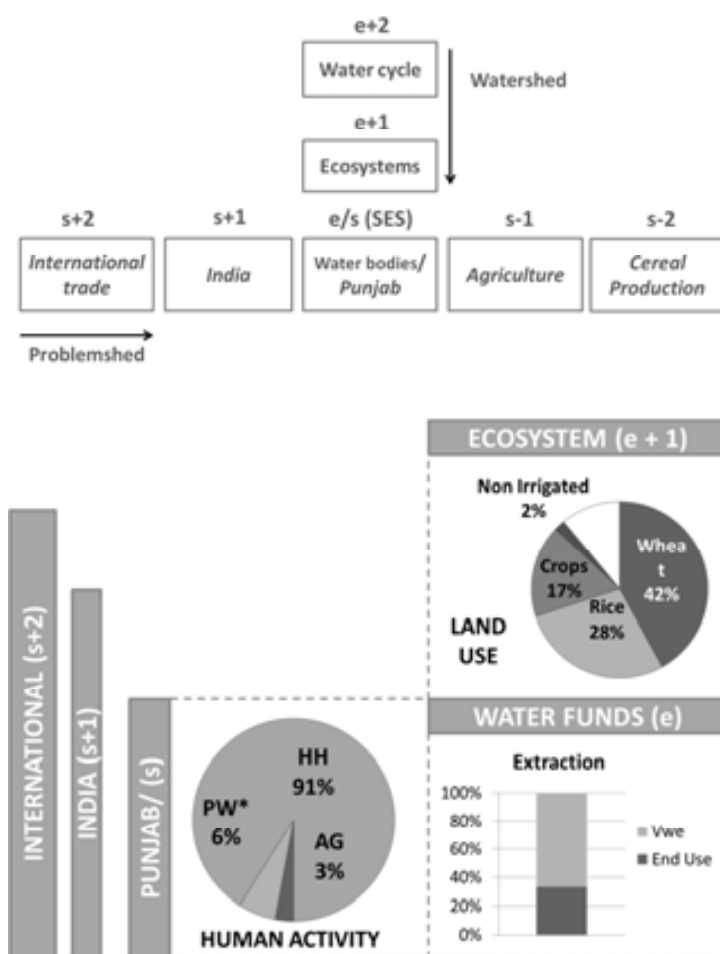 e+2
Water cycle
Watershed
e+1
Ecosystems
s+2
s+1
e/s (SES)
s-1
s-2
International
trade
India
Water bodies/
Punjab
Agriculture
Cereal
Production
Problemshed
ECOSYSTEM (e + 1)
Non Irrigated
2%
Whea
t
42%
Crops
17%
Rice
28%
LAND
USE
INTERNATIONAL (s+2)
INDIA (s+1)
PUNJAB/ (s)
WATER FUNDS (e)
HH
91%
PW*
6%
AG
3%
HUMAN ACTIVITY
Extraction
100%
80%
60%
40%
20%
0%
Vwe
End Use